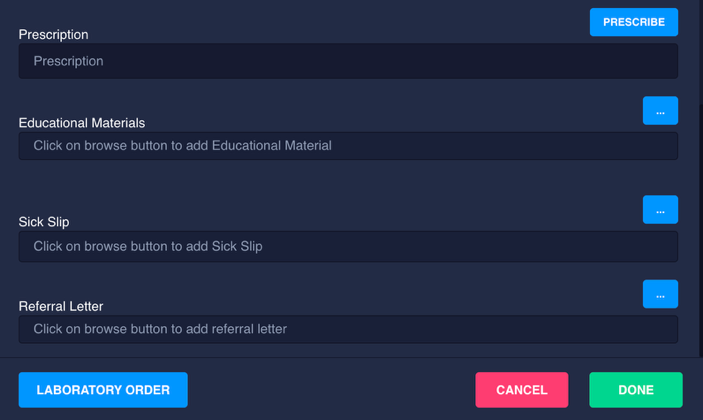 PRESCRIBE
Prescription
Prescription
...
Educational Materials
Click on browse button to add Educational Material
...
Sick Slip
Click on browse button to add Sick Slip
...
Referral Letter
Click on browse button to add referral letter
LABORATORY ORDER CANCEL DONE